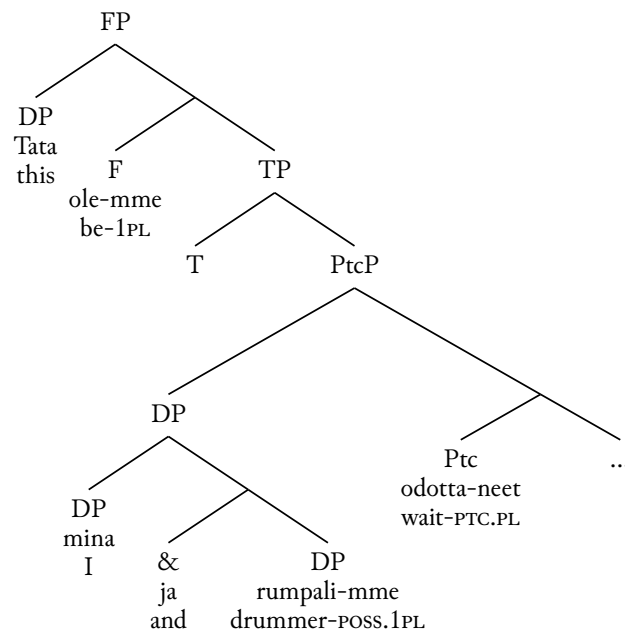 FP
DP
Tata
this
F
ole-mme
be-1PL
TP
T
PtcP
DP
DP
mina
I
&
ja
and
DP
rumpali-mme
drummer-POSS.1PL
Ptc
odotta-neet
wait-PTC.PL
...